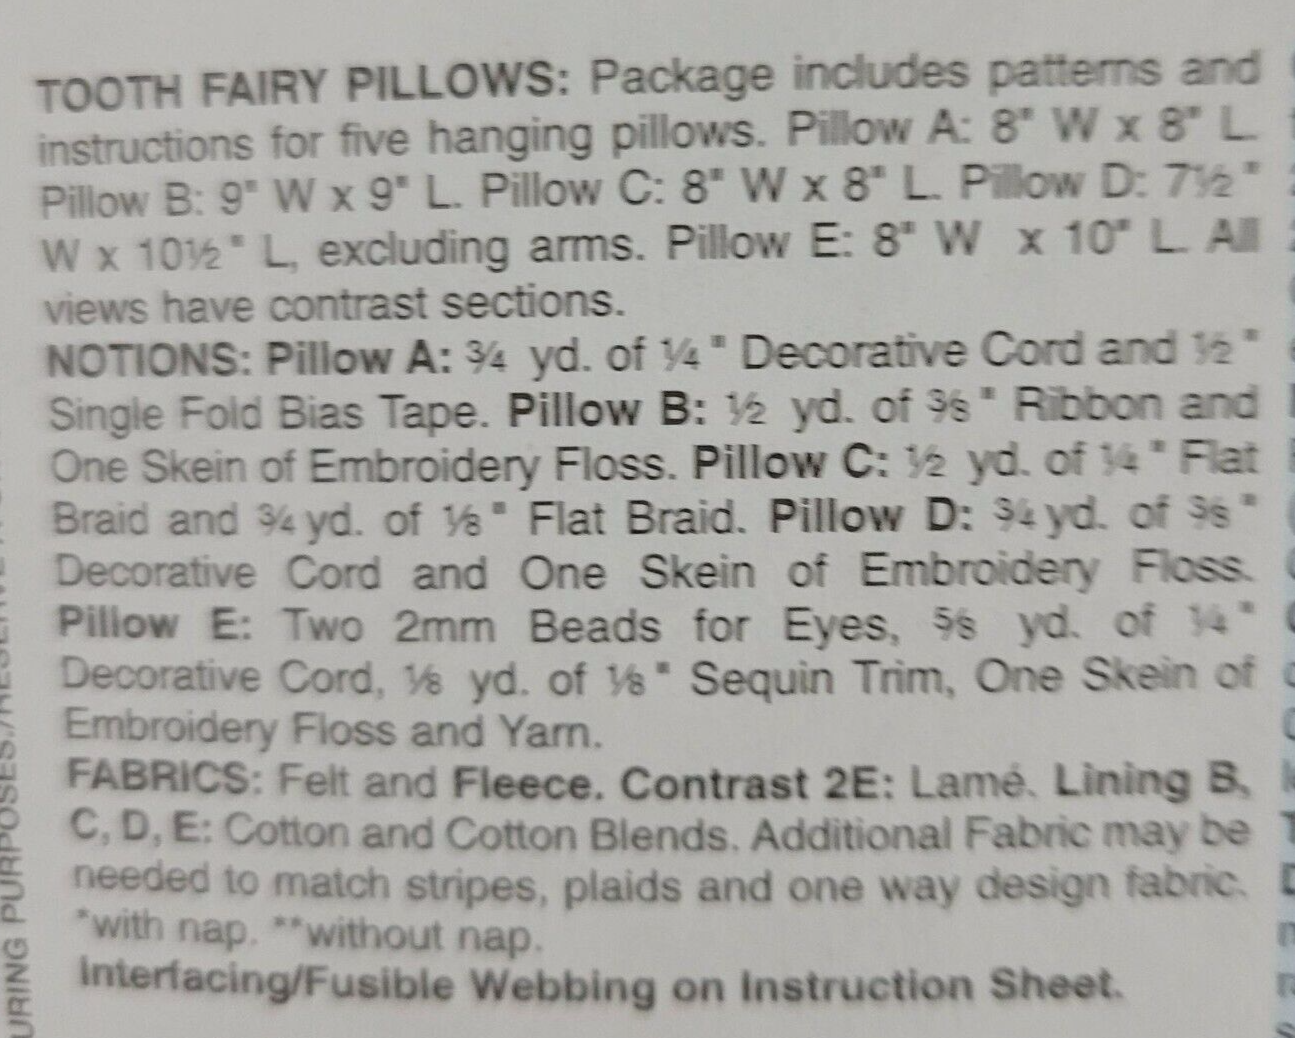 TOOTH FAIRY PILLOWS: Package includes patterns and
instructions for five hanging pillows. Pillow A: 8" W x 8" L.
Pillow B: 9" W x 9" L. Pillow C: 8" W x 8" L. Pillow D: 7½"
W x 10½" L, excluding arms. Pillow E: 8" W x 10" L. All
views have contrast sections.
NOTIONS: Pillow A: ¾ yd. of ¼" Decorative Cord and ½"
Single Fold Bias Tape. Pillow B: ½ yd. of ⅜" Ribbon and
One Skein of Embroidery Floss. Pillow C: ½ yd. of ¼" Flat
Braid and ¾ yd. of ⅛" Flat Braid. Pillow D: ¾ yd. of ⅜"
Decorative Cord and One Skein of Embroidery Floss.
Pillow E: Two 2mm Beads for Eyes, ⅝ yd. of ¼"
Decorative Cord, ⅛ yd. of ⅛" Sequin Trim, One Skein of
Embroidery Floss and Yarn.
FABRICS: Felt and Fleece. Contrast 2E: Lamé. Lining B,
C, D, E: Cotton and Cotton Blends. Additional Fabric may be
needed to match stripes, plaids and one way design fabric.
*with nap. **without nap.
Interfacing/Fusible Webbing on Instruction Sheet.
URING PURPOSES.